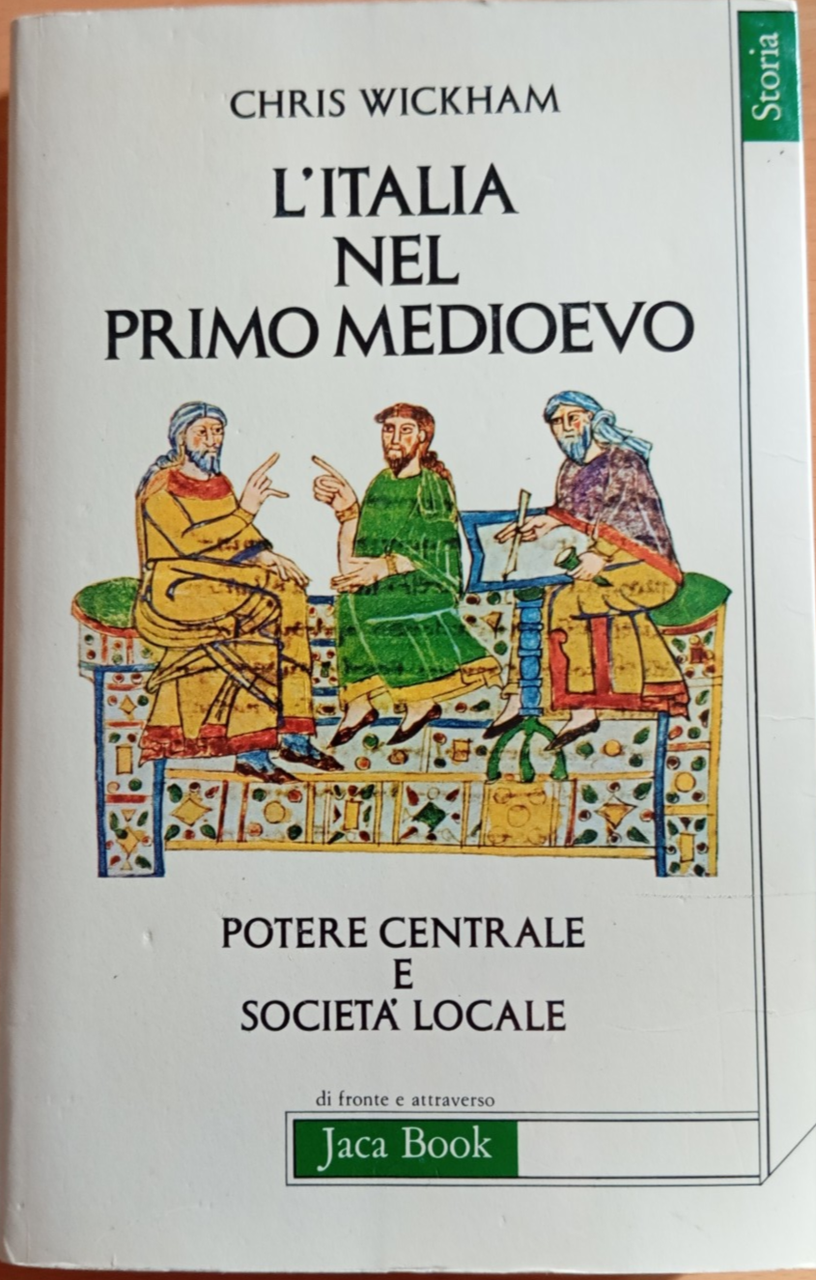 Storia
CHRIS WICKHAM
L'ITALIA
NEL
PRIMO MEDIOEVO
POTERE CENTRALE
E
SOCIETA' LOCALE
di fronte e attraverso
Jaca Book